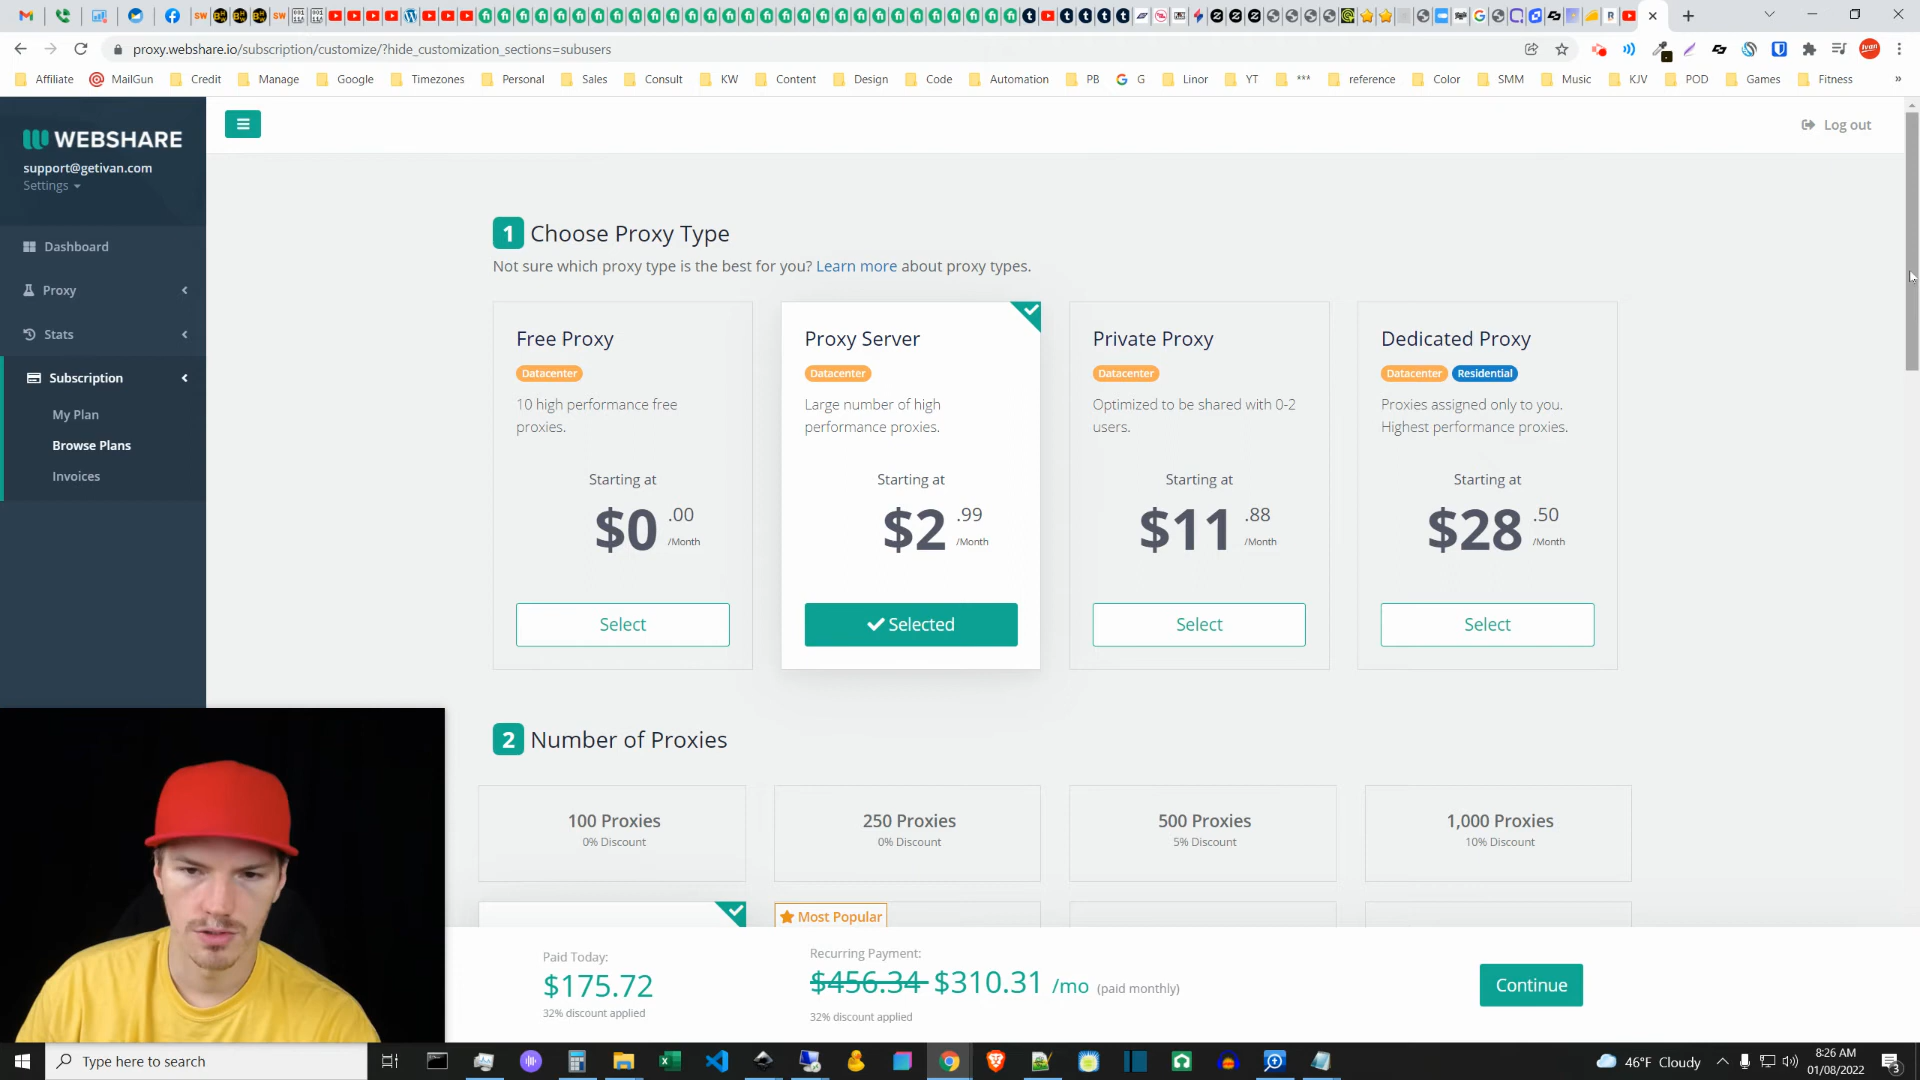 proxy.webshare.io/subscription/customize/?hide_customization_sections=subusers
Affiliate
MailGun
Credit
Manage
Google
Timezones
Personal
Sales
Consult
KW
Content
Design
Code
Automation
PB
G
Linor
YT
***
reference
Color
SMM
Music
KJV
POD
Games
Fitness
»
WEBSHARE
support@getivan.com
Settings
Dashboard
Proxy
Stats
Subscription
My Plan
Browse Plans
Invoices
Log out
1 Choose Proxy Type
Not sure which proxy type is the best for you? Learn more about proxy types.
Free Proxy
Datacenter
10 high performance free
proxies.
Starting at
$0 .00
/Month
Select
Proxy Server
Datacenter
Large number of high
performance proxies.
Starting at
$2 .99
/Month
Selected
Private Proxy
Datacenter
Optimized to be shared with 0-2
users.
Starting at
$11 .88
/Month
Select
Dedicated Proxy
Datacenter Residential
Proxies assigned only to you.
Highest performance proxies.
Starting at
$28 .50
/Month
Select
2 Number of Proxies
100 Proxies
0% Discount
250 Proxies
0% Discount
500 Proxies
5% Discount
1,000 Proxies
10% Discount
Most Popular
Paid Today:
$175.72
32% discount applied
Recurring Payment:
$456.34 $310.31 /mo (paid monthly)
32% discount applied
Continue
Type here to search
46°F Cloudy
8:26 AM
01/08/2022
3